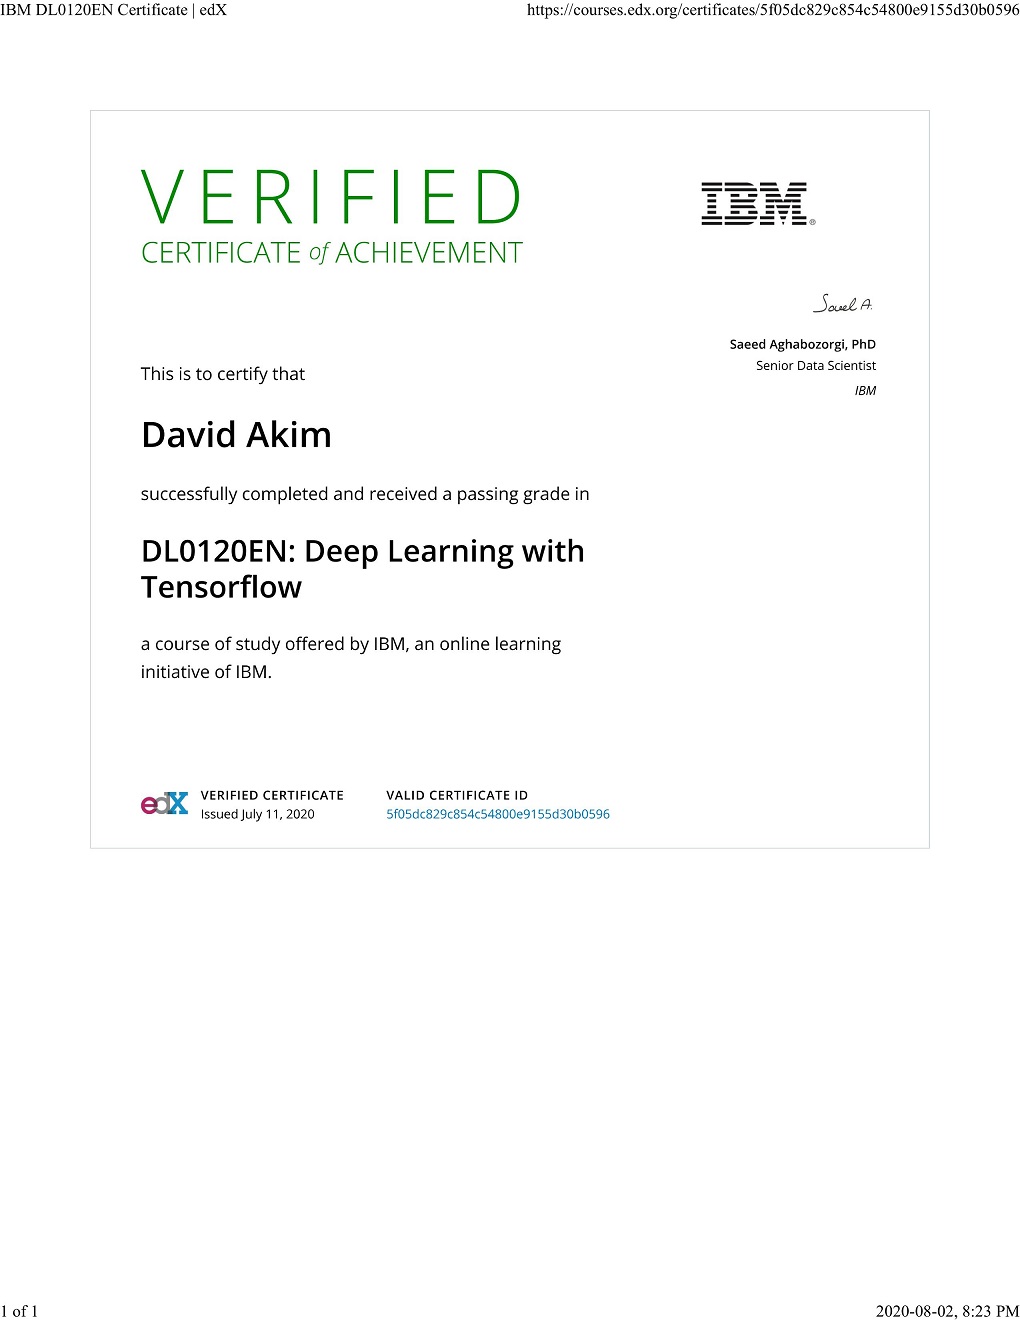 IBM DL0120EN Certificate | edX
https://courses.edx.org/certificates/5f05dc829c854c54800e9155d30b0596
VERIFIED
CERTIFICATE of ACHIEVEMENT
IBM®
Saeed A.
Saeed Aghabozorgi, PhD
Senior Data Scientist
IBM
This is to certify that
David Akim
successfully completed and received a passing grade in
DL0120EN: Deep Learning with
Tensorflow
a course of study offered by IBM, an online learning
initiative of IBM.
edX
VERIFIED CERTIFICATE
Issued July 11, 2020
VALID CERTIFICATE ID
5f05dc829c854c54800e9155d30b0596
1 of 1
2020-08-02, 8:23 PM